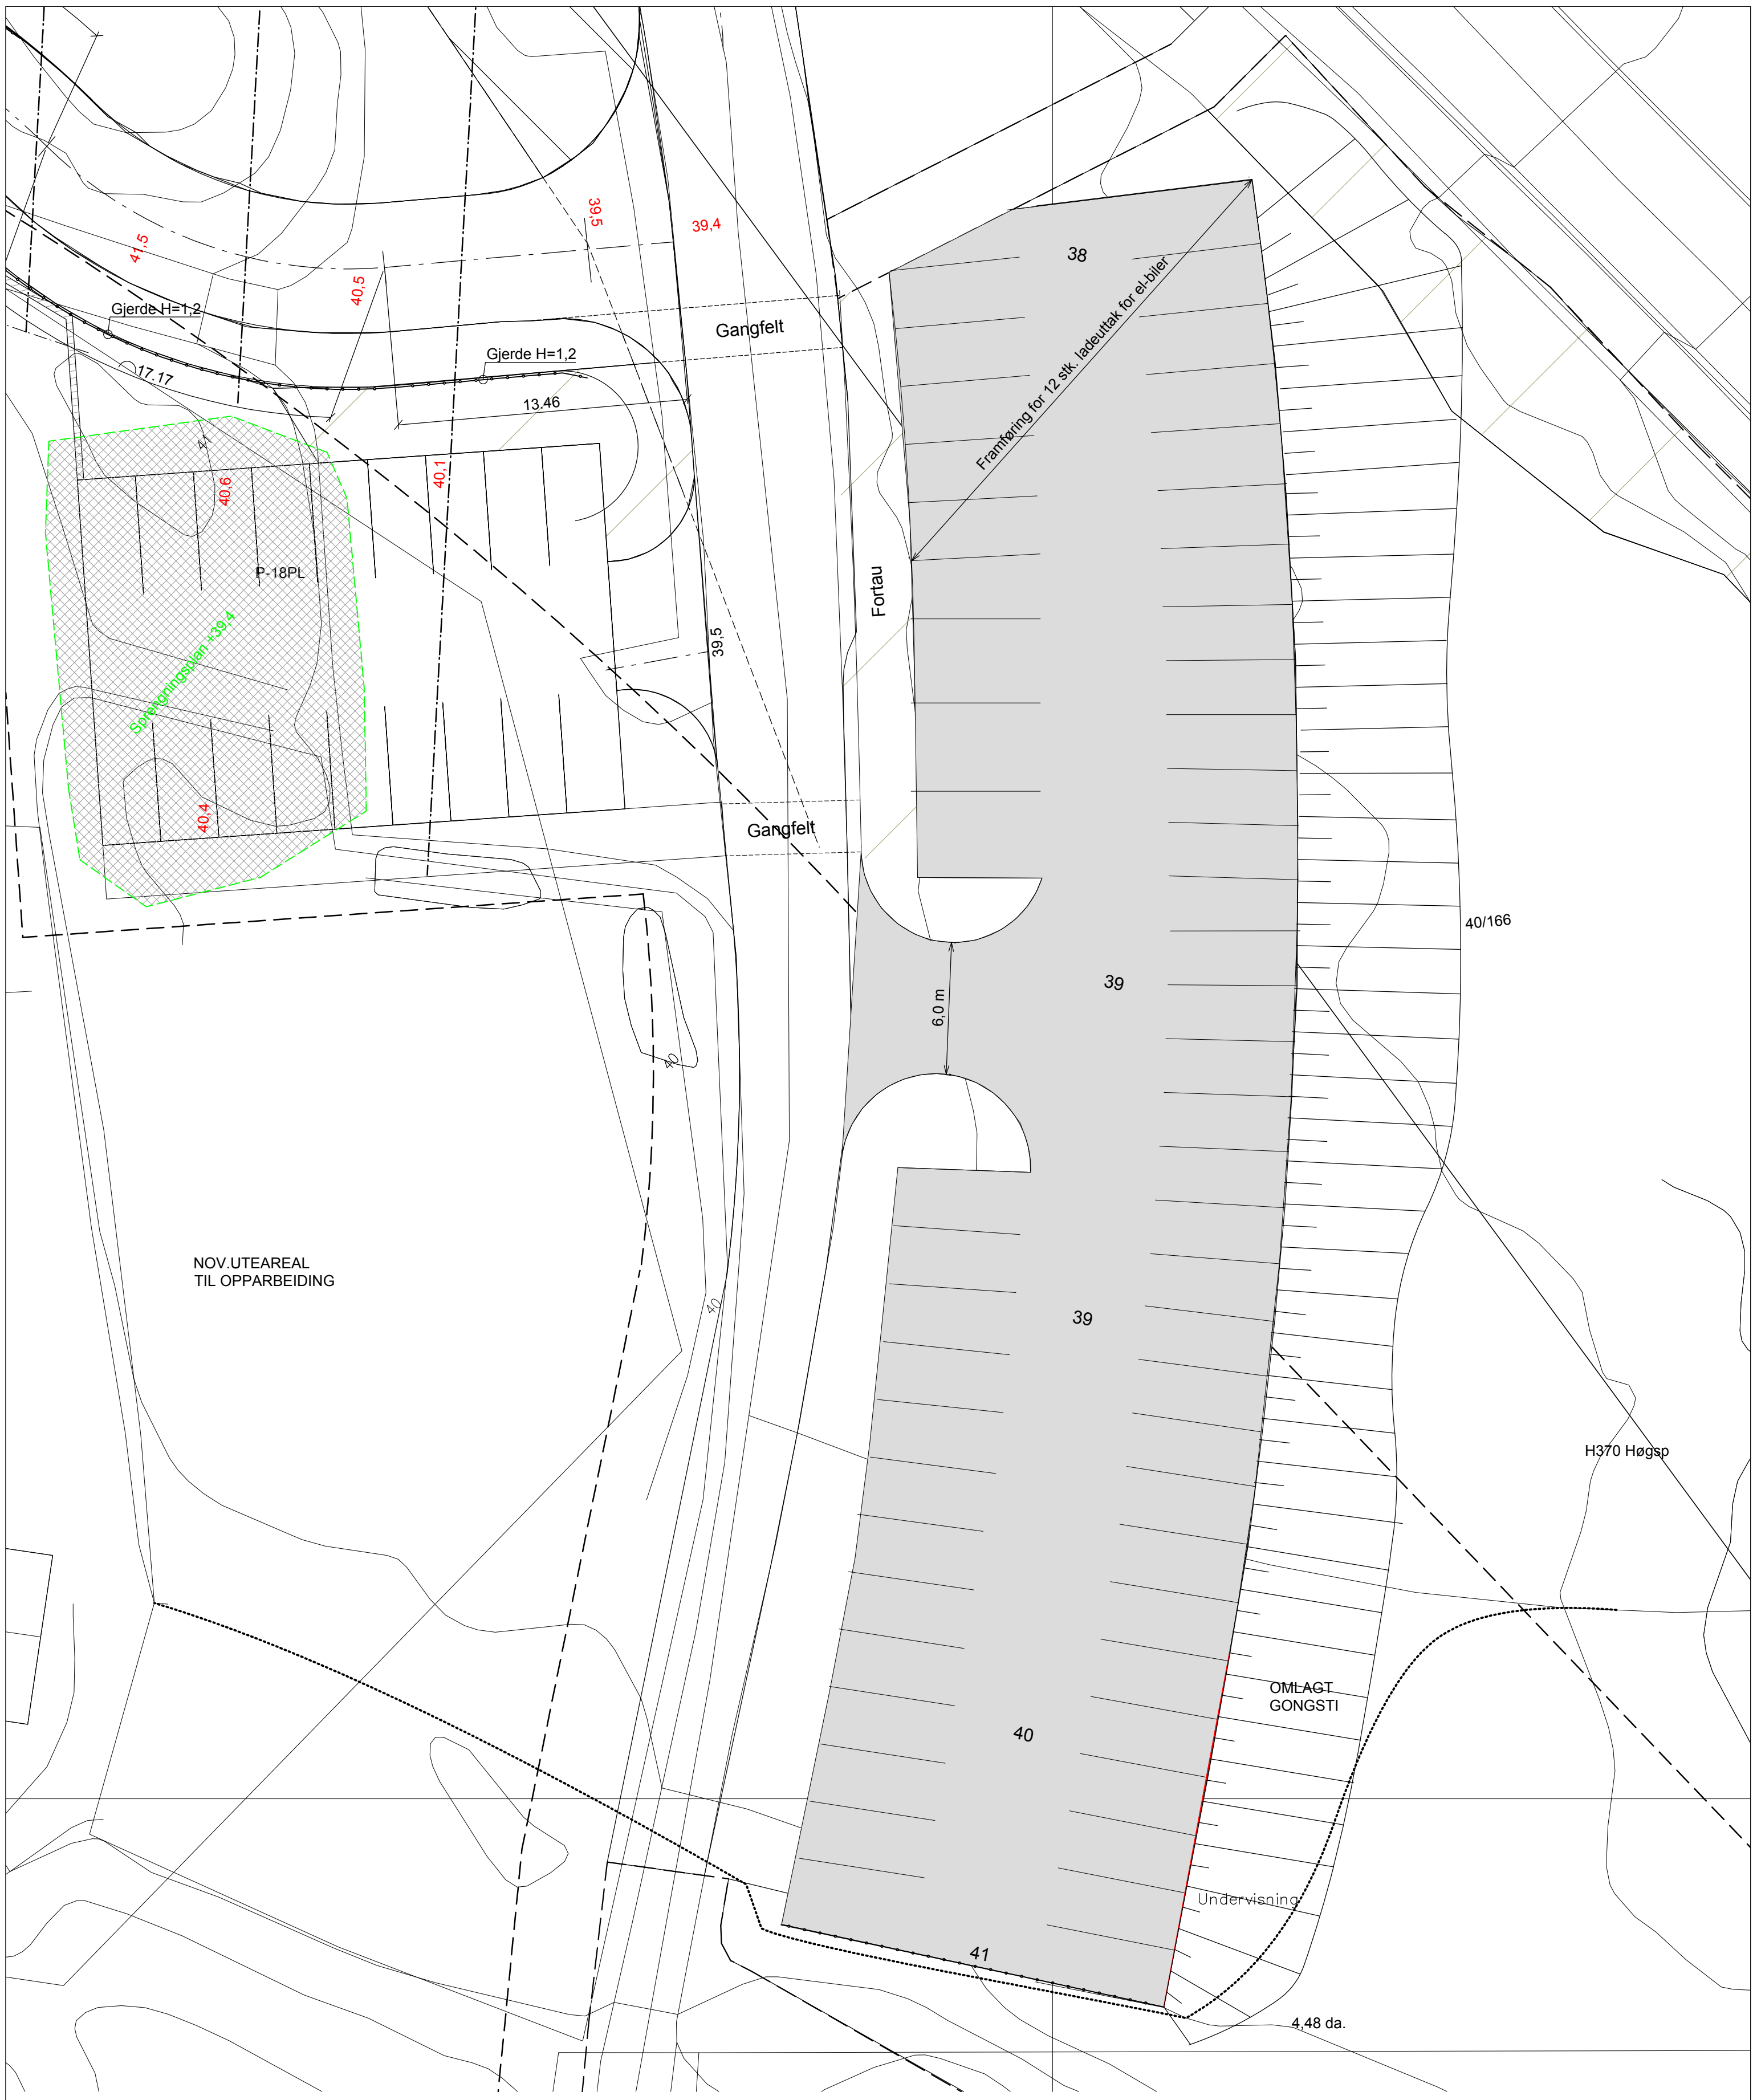 39,5
39,4
41,5
38
40,5
Gjerde H=1,2
Gangfelt
Gjerde H=1,2
17.17
13.46
Framføring for 12 stk. ladeuttak for el-biler
41
40,6
40,1
P-18PL
Fortau
Sprengningsplan +39,4
39,5
40,4
Gangfelt
40/166
39
6,0 m
40
NOV.UTEAREAL
TIL OPPARBEIDING
40
39
H370 Høgsp
OMLAGT
GONGSTI
40
Undervisning
41
4,48 da.